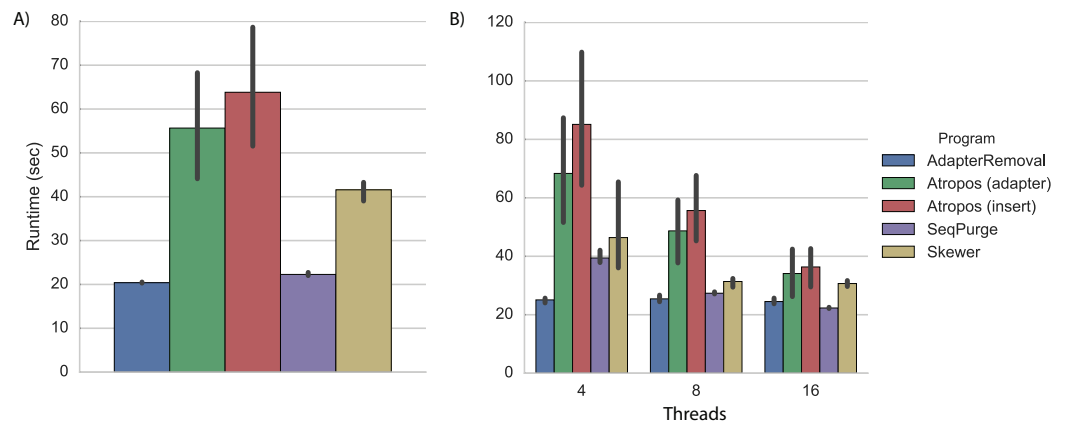 A)
80
70
60
50
40
30
20
10
0
Runtime (sec)
B)
120
100
80
60
40
20
0
4 8 16
Threads
Program
AdapterRemoval
Atropos (adapter)
Atropos (insert)
SeqPurge
Skewer